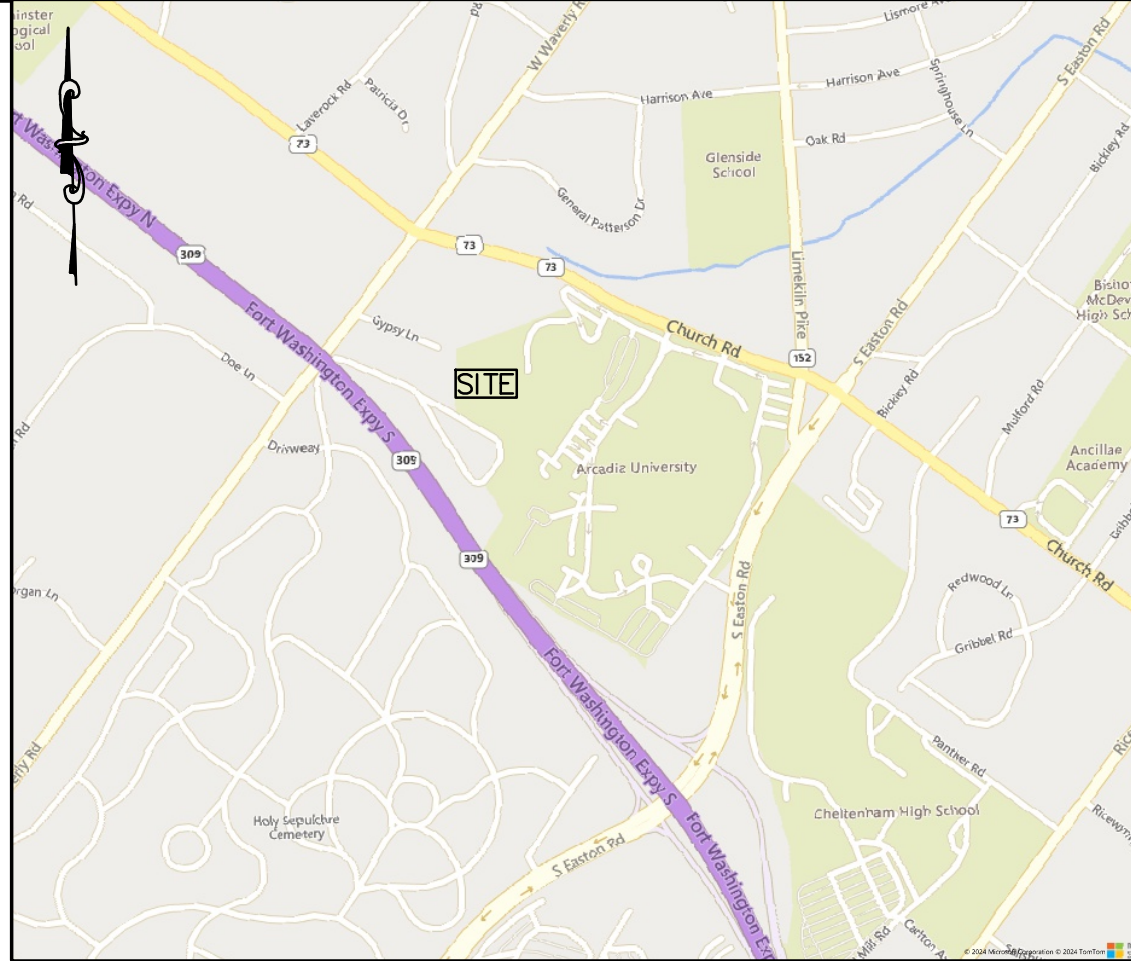 Lismore
W Waverly
S Easton Rd
Laverock Rd
Patricia Dr
Harrison Ave
Harrison Ave
Springhouse Ln
Bickley Rd
73
Oak Rd
Glenside
School
General Patterson Dr
Rd
73
73
309
Limekiln Pike
Fort Washington Expy S
Gypsy Ln
Church Rd
152
S Easton Rd
Doe Ln
SITE
Bickley Rd
Mulford Rd
Driveway
309
Arcadia University
Ancillae
Academy
73
309
Church Rd
Redwood Ln
S Easton Rd
Gribbel Rd
Fort Washington Expy S
Panther Rd
Holy Sepulchre
Cemetery
Cheltenham High School
S Easton Rd
Fort Washington
Mill Rd
© 2024 Microsoft Corporation © 2024 TomTom